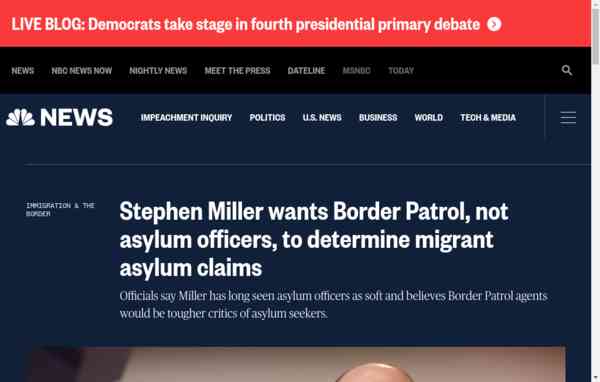 LIVE BLOG: Democrats take stage in fourth presidential primary debate
NEWS NBC NEWS NOW NIGHTLY NEWS MEET THE PRESS DATELINE MSNBC TODAY
NEWS IMPEACHMENT INQUIRY POLITICS U.S. NEWS BUSINESS WORLD TECH & MEDIA
IMMIGRATION & THE
BORDER
Stephen Miller wants Border Patrol, not
asylum officers, to determine migrant
asylum claims
Officials say Miller has long seen asylum officers as soft and believes Border Patrol agents
would be tougher critics of asylum seekers.